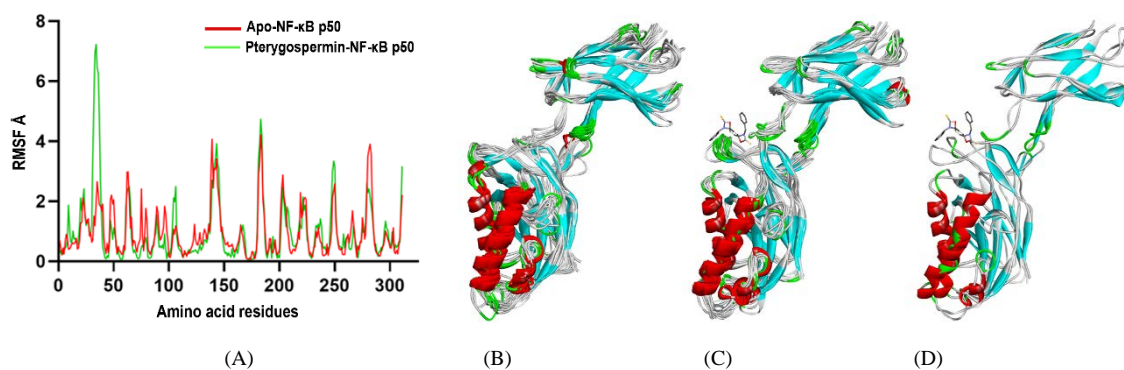 8
6
4
2
0
RMSF Å
Apo-NF-κB p50
Pterygospermin-NF-κB p50
0 50 100 150 200 250 300
Amino acid residues
(A) (B) (C) (D)